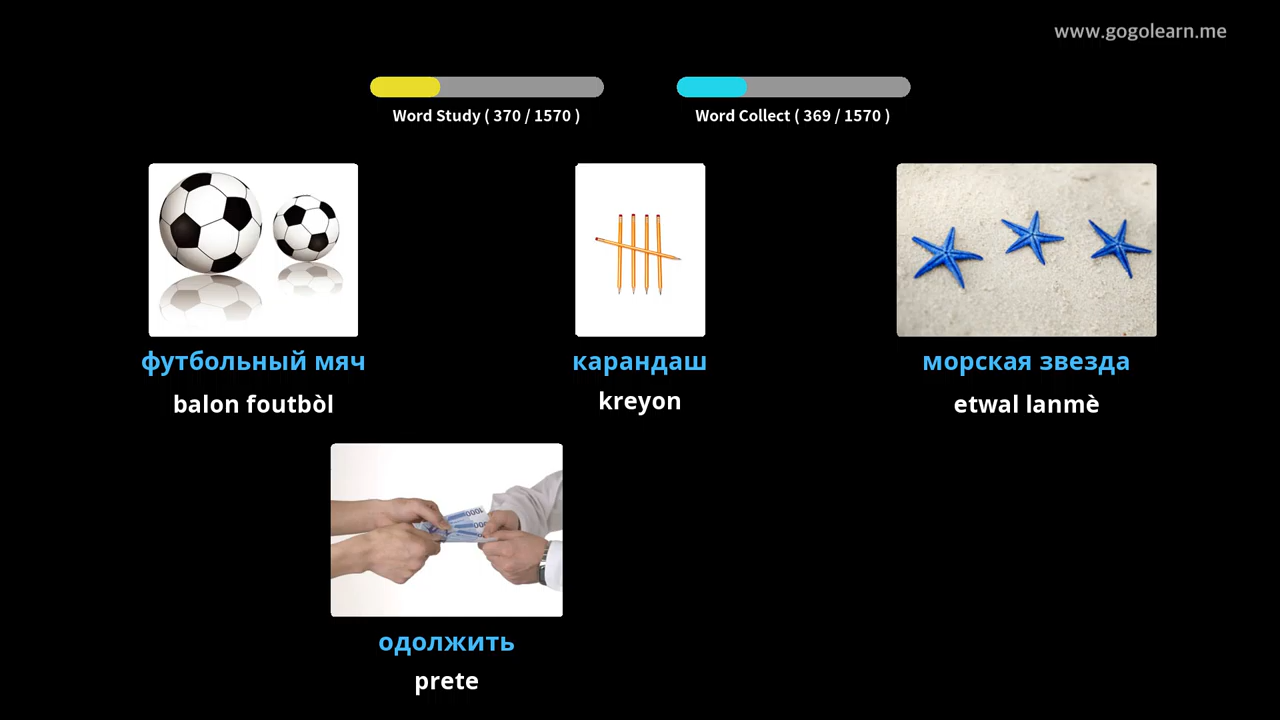 www.gogolearn.me
Word Study ( 370 / 1570 )
Word Collect ( 369 / 1570 )
футбольный мяч
balon foutbòl
карандаш
kreyon
морская звезда
etwal lanmè
1000
одолжить
prete